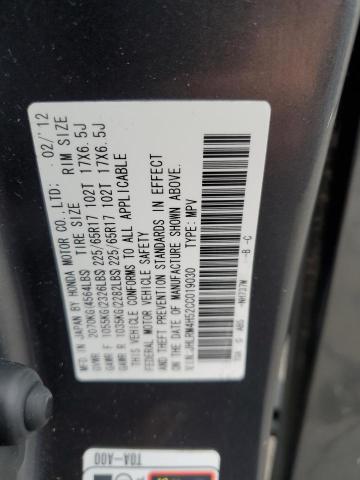 MFD. IN JAPAN BY HONDA MOTOR CO., LTD: 02/'12
TIRE SIZE RIM SIZE
2070KG(4564LBS)
GAWR F 1055KG(2326LBS) 225/65R17 102T 17X6.5J
GAWR R 1035KG(2282LBS) 225/65R17 102T 17X6.5J
THIS VEHICLE CONFORMS TO ALL APPLICABLE
FEDERAL MOTOR VEHICLE SAFETY
AND THEFT PREVENTION STANDARDS IN EFFECT
ON THE DATE OF MANUFACTURE SHOWN ABOVE.
V.I.N. JHLRM4H52CC019030 TYPE: MPV
T0A G ABS NH737M --B -C
T0A-A00